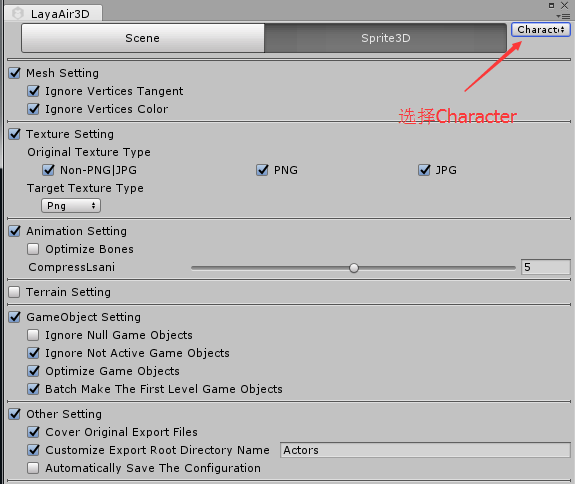 LayaAir3D
Scene
Sprite3D
Charact
选择Character
Mesh Setting
Ignore Vertices Tangent
Ignore Vertices Color
Texture Setting
Original Texture Type
Non-PNG|JPG
PNG
JPG
Target Texture Type
Png
Animation Setting
Optimize Bones
CompressLsani
5
Terrain Setting
GameObject Setting
Ignore Null Game Objects
Ignore Not Active Game Objects
Optimize Game Objects
Batch Make The First Level Game Objects
Other Setting
Cover Original Export Files
Customize Export Root Directory Name
Actors
Automatically Save The Configuration